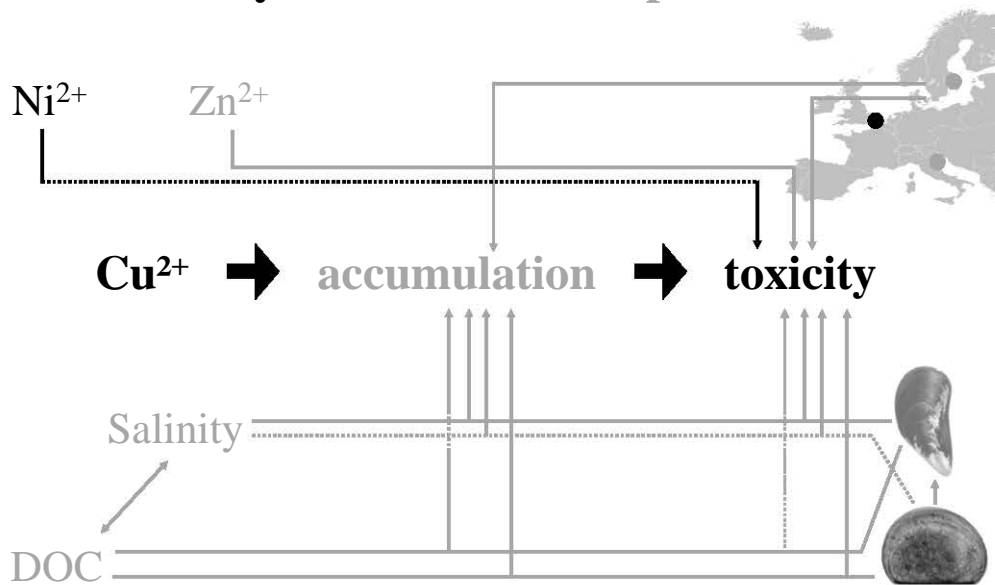 Ni²⁺ Zn²⁺
Cu²⁺ accumulation toxicity
Salinity
DOC